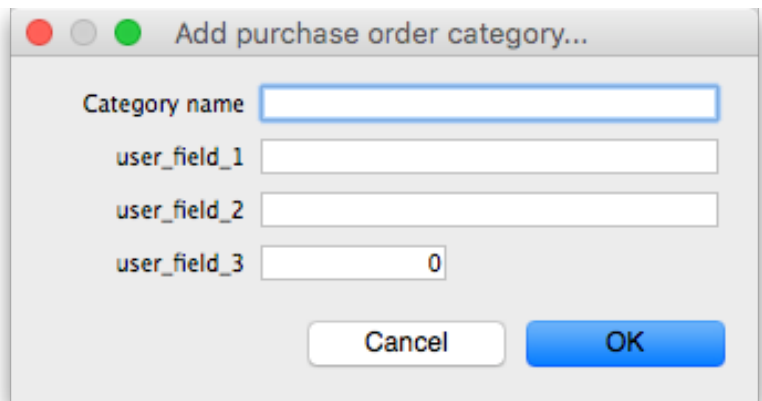 Add purchase order category...
Category name
user_field_1
user_field_2
user_field_3 0
Cancel OK